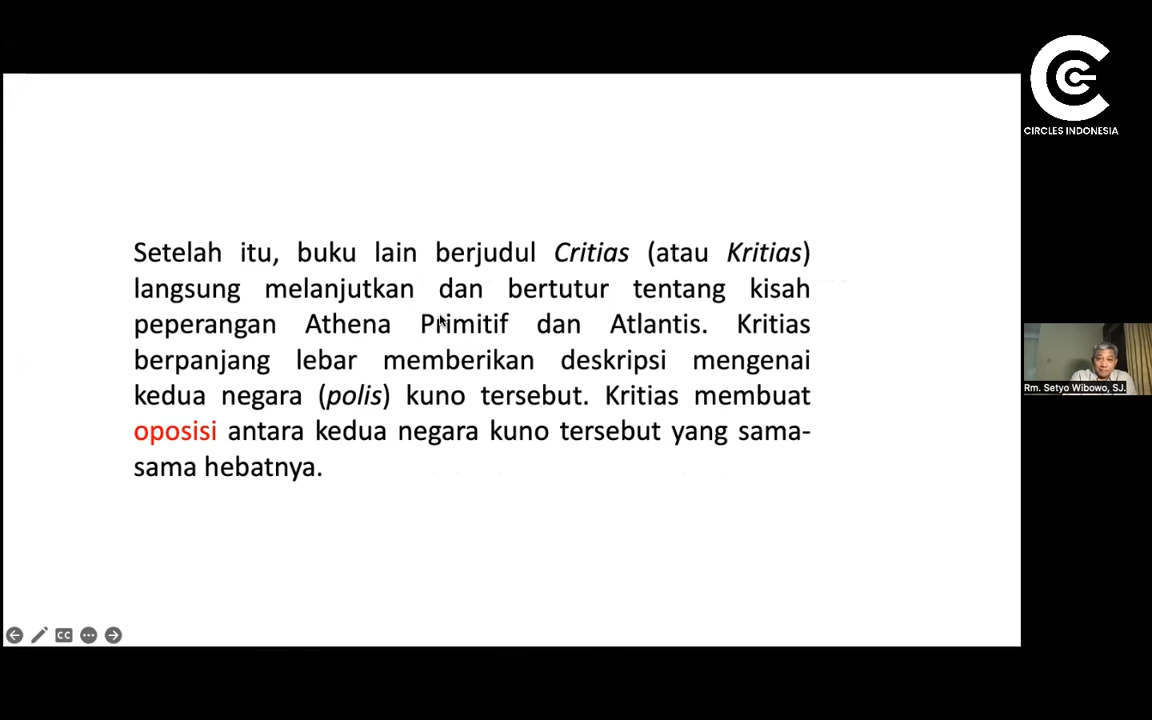 Setelah itu, buku lain berjudul Critias (atau Kritias)
langsung melanjutkan dan bertutur tentang kisah
peperangan Athena Primitif dan Atlantis. Kritias
berpanjang lebar memberikan deskripsi mengenai
kedua negara (polis) kuno tersebut. Kritias membuat
oposisi antara kedua negara kuno tersebut yang sama-
sama hebatnya.
CC
CIRCLES INDONESIA
Rm. Setyo Wibowo, SJ.